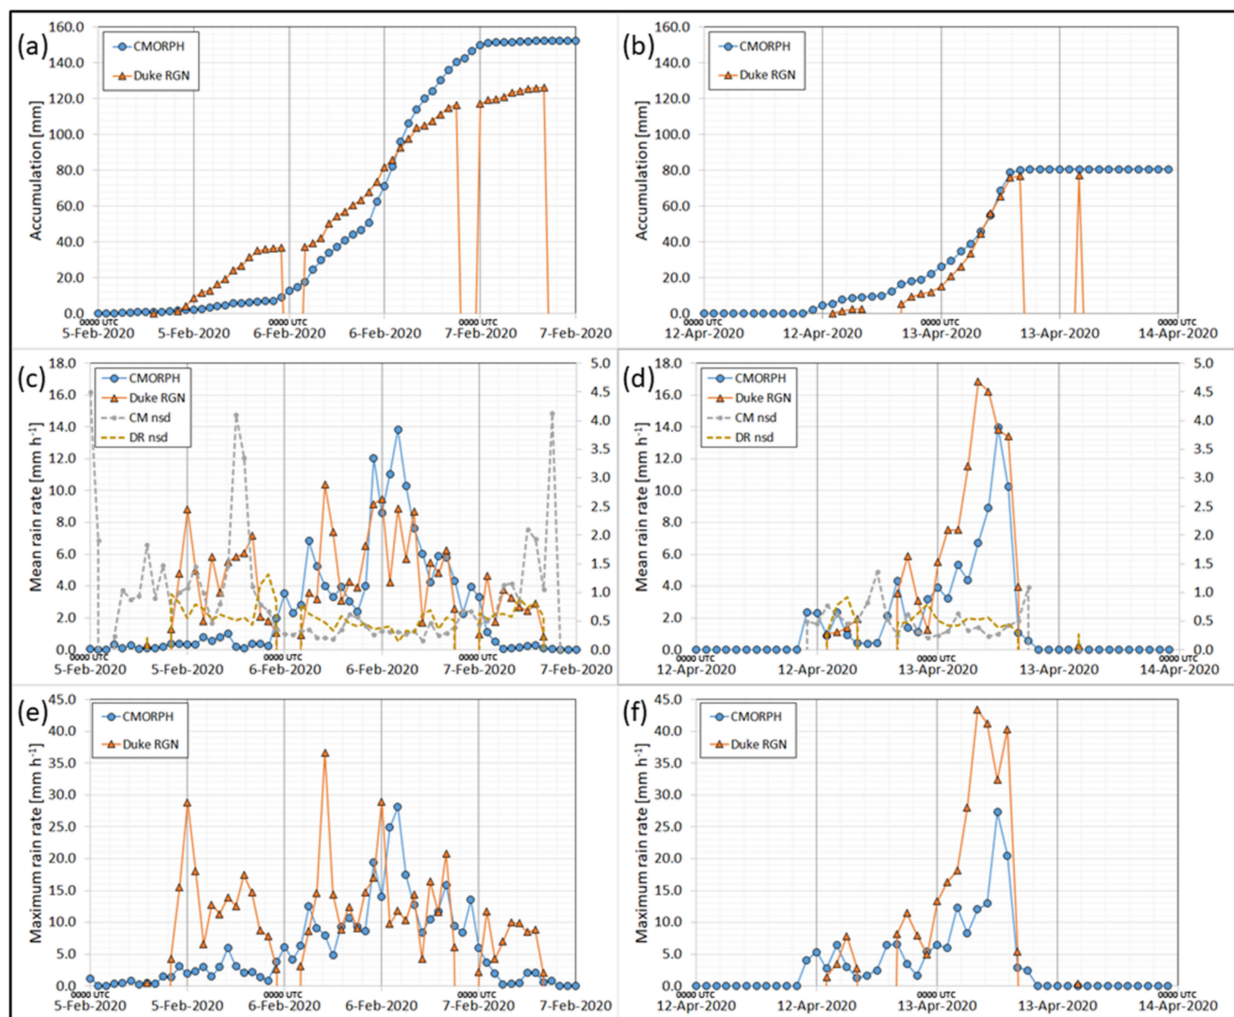 (a)
CMORPH
Duke RGN
Accumulation [mm]
160.0
140.0
120.0
100.0
80.0
60.0
40.0
20.0
0.0
0000 UTC 0000 UTC 0000 UTC
5-Feb-2020 5-Feb-2020 6-Feb-2020 6-Feb-2020 7-Feb-2020 7-Feb-2020
(b)
CMORPH
Duke RGN
Accumulation [mm]
160.0
140.0
120.0
100.0
80.0
60.0
40.0
20.0
0.0
0000 UTC 0000 UTC 0000 UTC
12-Apr-2020 12-Apr-2020 13-Apr-2020 13-Apr-2020 14-Apr-2020
(c)
CMORPH
Duke RGN
CM nsd
DR nsd
Mean rain rate [mm h-1]
18.0
16.0
14.0
12.0
10.0
8.0
6.0
4.0
2.0
0.0
5.0
4.5
4.0
3.5
3.0
2.5
2.0
1.5
1.0
0.5
0.0
0000 UTC 0000 UTC 0000 UTC
5-Feb-2020 5-Feb-2020 6-Feb-2020 6-Feb-2020 7-Feb-2020 7-Feb-2020
(d)
CMORPH
Duke RGN
CM nsd
DR nsd
Mean rain rate [mm h-1]
18.0
16.0
14.0
12.0
10.0
8.0
6.0
4.0
2.0
0.0
5.0
4.5
4.0
3.5
3.0
2.5
2.0
1.5
1.0
0.5
0.0
0000 UTC 0000 UTC 0000 UTC
12-Apr-2020 12-Apr-2020 13-Apr-2020 13-Apr-2020 14-Apr-2020
(e)
CMORPH
Duke RGN
Maximum rain rate [mm h-1]
45.0
40.0
35.0
30.0
25.0
20.0
15.0
10.0
5.0
0.0
0000 UTC 0000 UTC 0000 UTC
5-Feb-2020 5-Feb-2020 6-Feb-2020 6-Feb-2020 7-Feb-2020 7-Feb-2020
(f)
CMORPH
Duke RGN
Maximum rain rate [mm h-1]
45.0
40.0
35.0
30.0
25.0
20.0
15.0
10.0
5.0
0.0
0000 UTC 0000 UTC 0000 UTC
12-Apr-2020 12-Apr-2020 13-Apr-2020 13-Apr-2020 14-Apr-2020